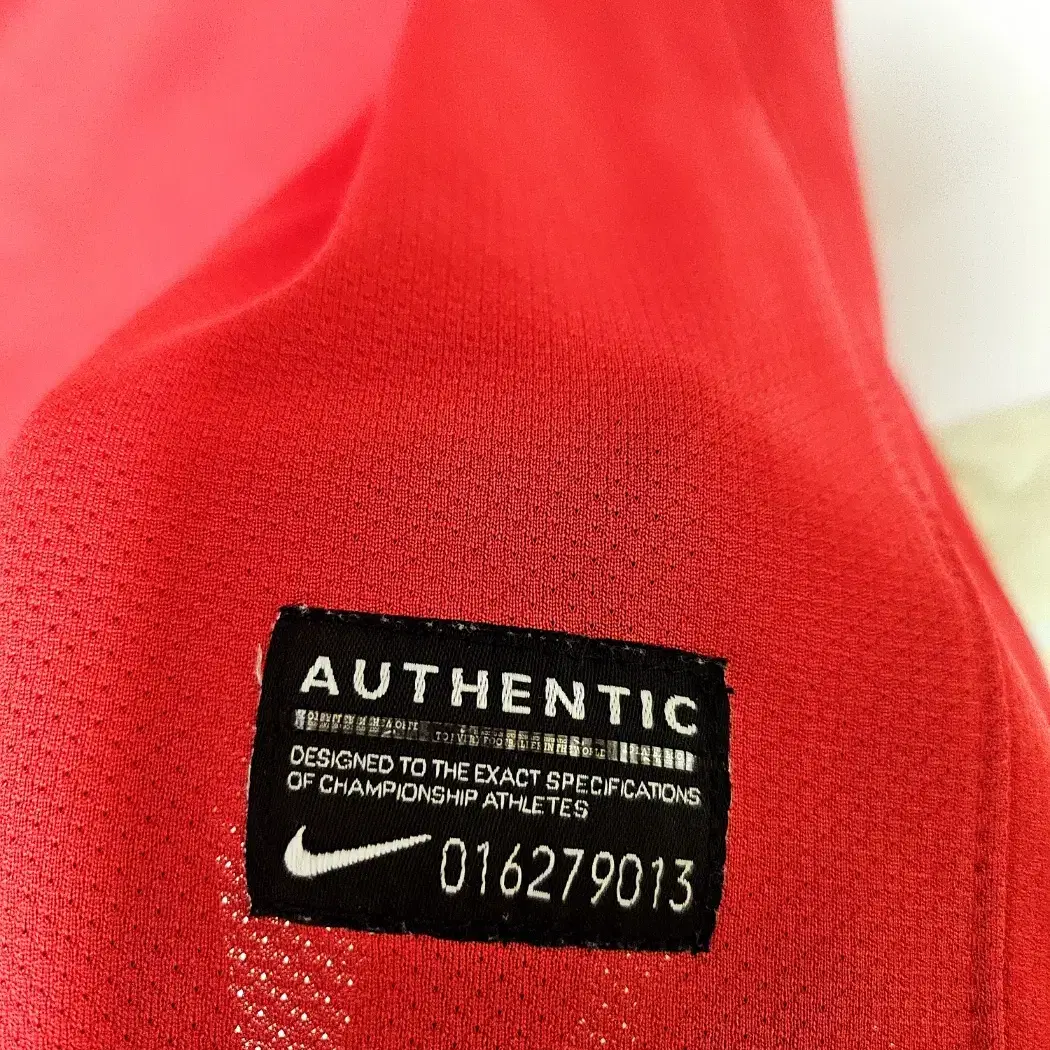 AUTHENTIC
DESIGNED TO THE EXACT SPECIFICATIONS
OF CHAMPIONSHIP ATHLETES
016279013